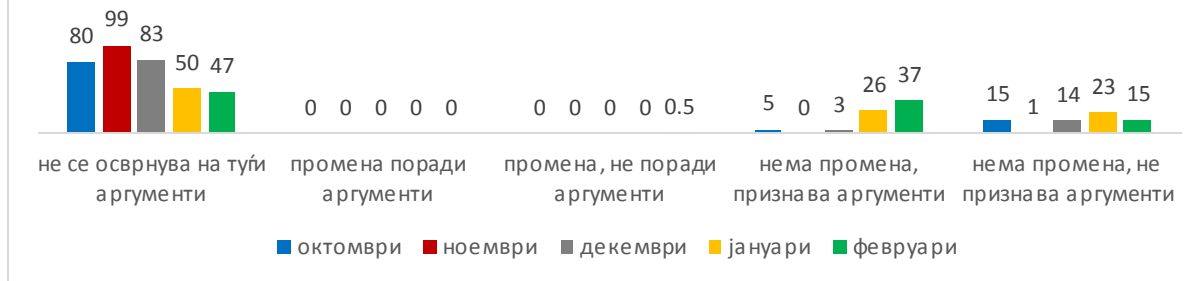 80 99 83 50 47
0 0 0 0 0
0 0 0 0 0.5
5 0 3 26 37
15 1 14 23 15
не се осврнува на туѓи аргументи
промена поради аргументи
промена, не поради аргументи
нема промена, признава аргументи
нема промена, не признава аргументи
октомври ноември декември јануари февруари